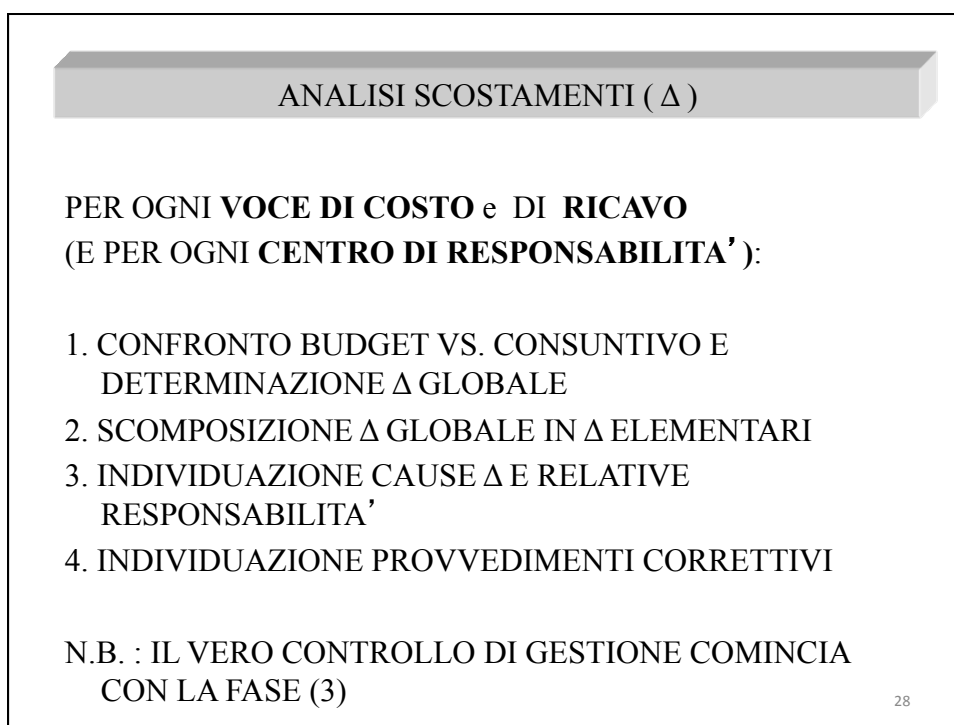 ANALISI SCOSTAMENTI ( Δ )
PER OGNI VOCE DI COSTO e DI RICAVO
(E PER OGNI CENTRO DI RESPONSABILITA’ ):
1. CONFRONTO BUDGET VS. CONSUNTIVO E
DETERMINAZIONE Δ GLOBALE
2. SCOMPOSIZIONE Δ GLOBALE IN Δ ELEMENTARI
3. INDIVIDUAZIONE CAUSE Δ E RELATIVE
RESPONSABILITA’
4. INDIVIDUAZIONE PROVVEDIMENTI CORRETTIVI
N.B. : IL VERO CONTROLLO DI GESTIONE COMINCIA
CON LA FASE (3)
28